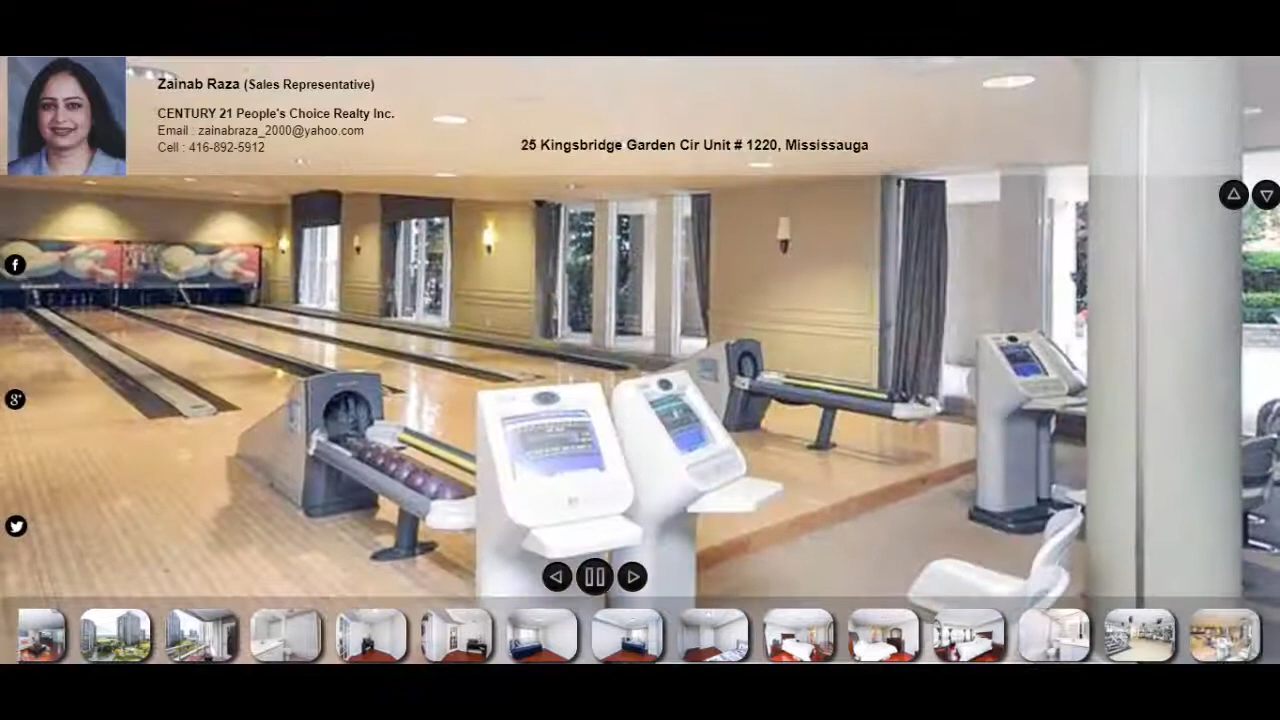 Zainab Raza (Sales Representative)
CENTURY 21 People's Choice Realty Inc.
Email : zainabraza_2000@yahoo.com
Cell : 416-892-5912
25 Kingsbridge Garden Cir Unit # 1220, Mississauga